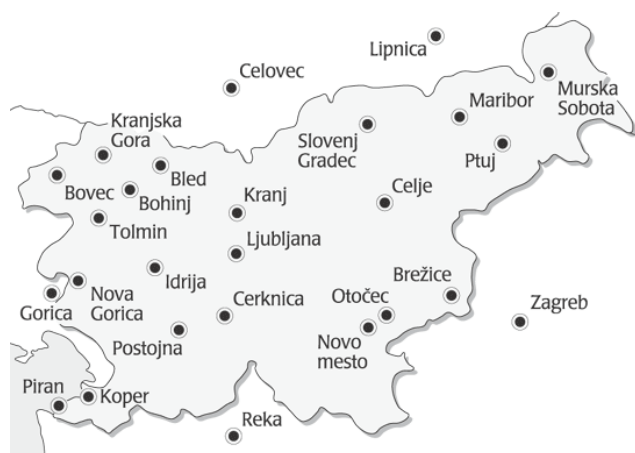 Lipnica
Celovec
Murska
Sobota
Maribor
Kranjska
Gora
Slovenj
Gradec
Ptuj
Bled
Bovec
Bohinj
Kranj
Celje
Tolmin
Ljubljana
Idrija
Brežice
Gorica
Nova
Gorica
Cerknica
Otočec
Zagreb
Postojna
Novo
mesto
Piran
Koper
Reka